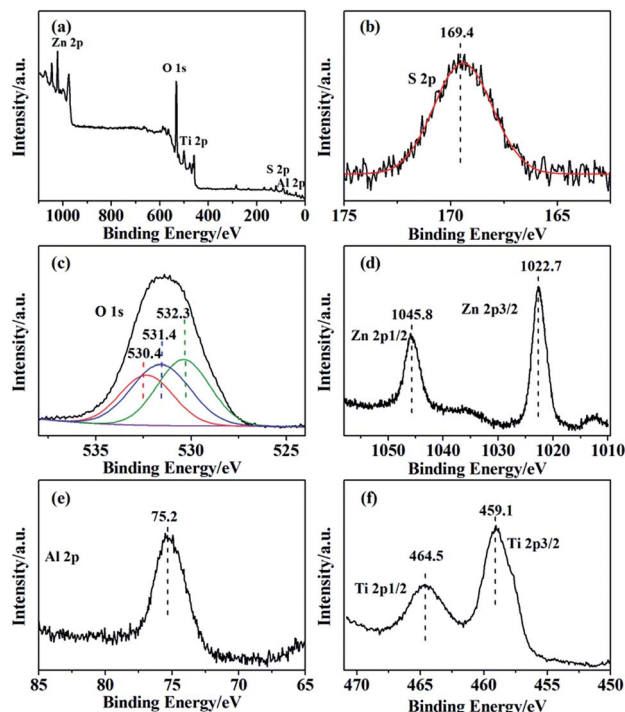 (a)
Zn 2p
O 1s
Ti 2p
S 2p
Al 2p
Intensity/a.u.
1000 800 600 400 200 0
Binding Energy/eV
(b)
169.4
S 2p
Intensity/a.u.
175 170 165
Binding Energy/eV
(c)
O 1s
532.3
531.4
530.4
Intensity/a.u.
535 530 525
Binding Energy/eV
(d)
1022.7
1045.8
Zn 2p3/2
Zn 2p1/2
Intensity/a.u.
1050 1040 1030 1020 1010
Binding Energy/eV
(e)
75.2
Al 2p
Intensity/a.u.
85 80 75 70 65
Binding Energy/eV
(f)
459.1
464.5
Ti 2p3/2
Ti 2p1/2
Intensity/a.u.
470 465 460 455 450
Binding Energy/eV